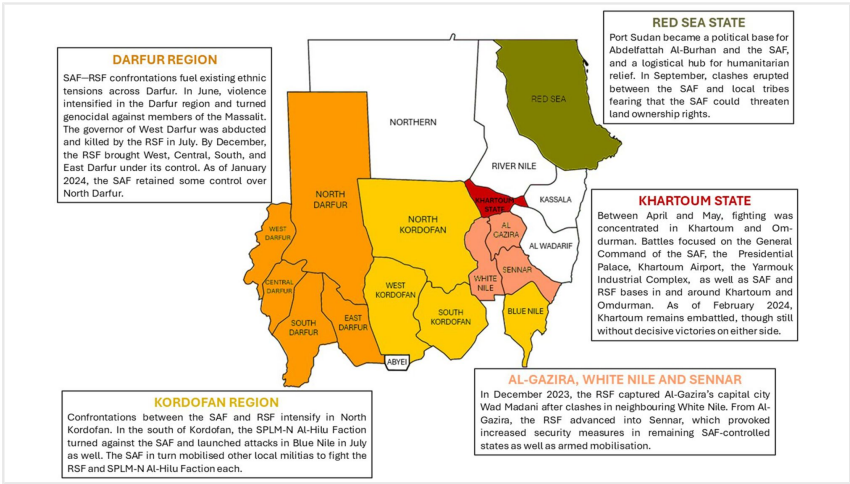 RED SEA STATE
Port Sudan became a political base for
Abdelfattah Al-Burhan and the SAF,
and a logistical hub for humanitarian
relief. In September, clashes erupted
between the SAF and local tribes
fearing that the SAF could threaten
land ownership rights.
DARFUR REGION
SAF—RSF confrontations fuel existing ethnic
tensions across Darfur. In June, violence
intensified in the Darfur region and turned
genocidal against members of the Massalit.
The governor of West Darfur was abducted
and killed by the RSF in July. By December,
the RSF brought West, Central, South, and
East Darfur under its control. As of January
2024, the SAF retained some control over
North Darfur.
RED SEA
NORTHERN
RIVER NILE
KHARTOUM
STATE
KASSALA
NORTH
DARFUR
NORTH
KORDOFAN
AL
GAZIRA
AL WADARIF
WEST
DARFUR
CENTRAL
DARFUR
WEST
KORDOFAN
WHITE
NILE
SENNAR
SOUTH
DARFUR
EAST
DARFUR
SOUTH
KORDOFAN
BLUE NILE
ABYEI
KHARTOUM STATE
Between April and May, fighting was
concentrated in Khartoum and Om-
durman. Battles focused on the General
Command of the SAF, the Presidential
Palace, Khartoum Airport, the Yarmouk
Industrial Complex, as well as SAF and
RSF bases in and around Khartoum and
Omdurman. As of February 2024,
Khartoum remains embattled, though still
without decisive victories on either side.
KORDOFAN REGION
Confrontations between the SAF and RSF intensify in North
Kordofan. In the south of Kordofan, the SPLM-N Al-Hilu Faction
turned against the SAF and launched attacks in Blue Nile in July
as well. The SAF in turn mobilised other local militias to fight the
RSF and SPLM-N Al-Hilu Faction each.
AL-GAZIRA, WHITE NILE AND SENNAR
In December 2023, the RSF captured Al-Gazira's capital city
Wad Madani after clashes in neighbouring White Nile. From Al-
Gazira, the RSF advanced into Sennar, which provoked
increased security measures in remaining SAF-controlled
states as well as armed mobilisation.